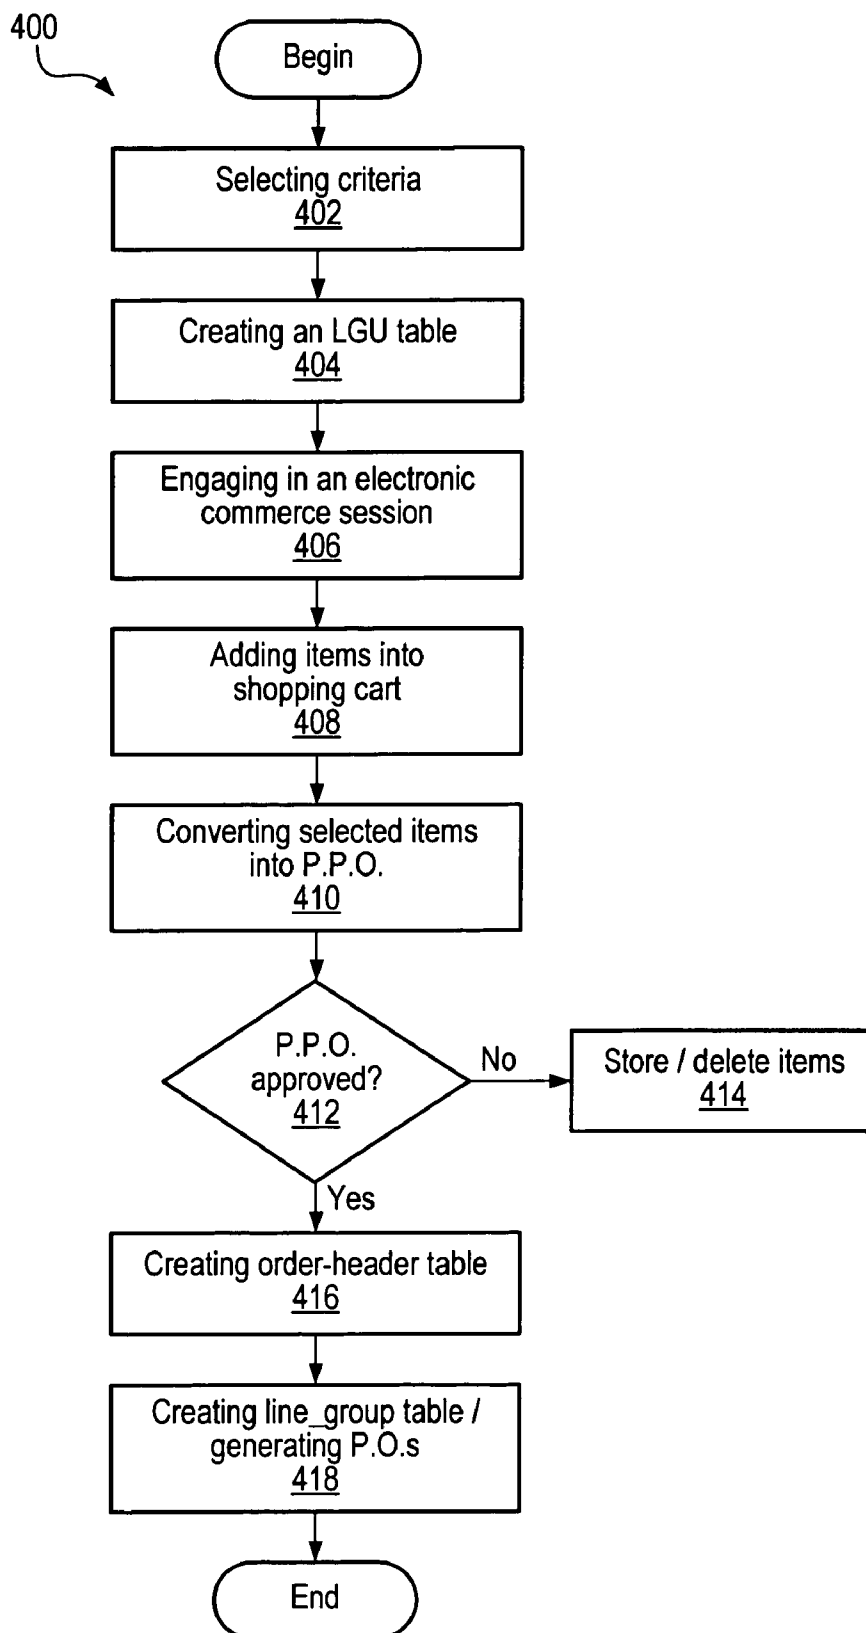 400
Begin
Selecting criteria
402
Creating an LGU table
404
Engaging in an electronic
commerce session
406
Adding items into
shopping cart
408
Converting selected items
into P.P.O.
410
P.P.O.
approved?
412
No
Store / delete items
414
Yes
Creating order-header table
416
Creating line_group table /
generating P.O.s
418
End